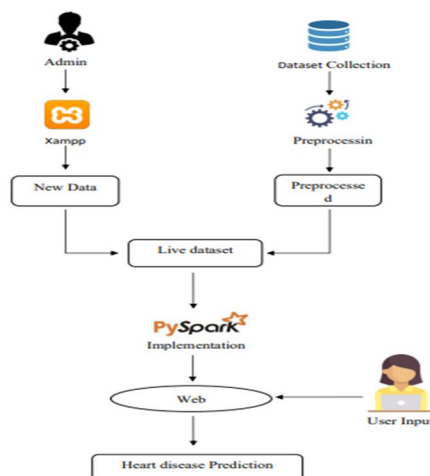 Admin
Dataset Collection
Xampp
Preprocessin
New Data
Preprocesse
d
Live dataset
PySpark
Implementation
Web
User Inpu
Heart disease Prediction